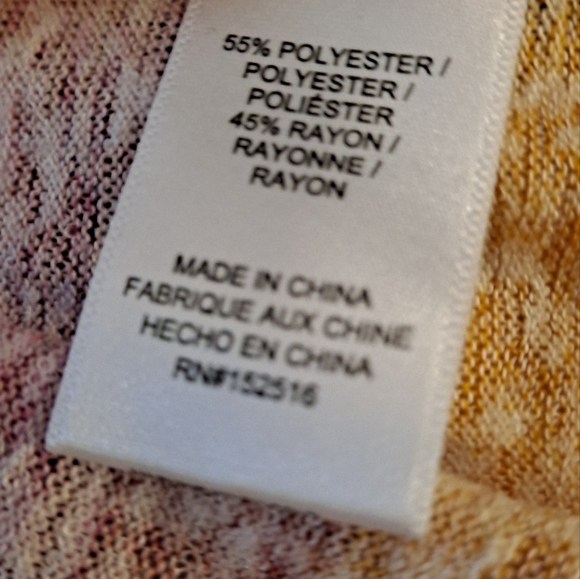 55% POLYESTER /
POLYESTER /
POLIÉSTER
45% RAYON /
RAYONNE /
RAYON
MADE IN CHINA
FABRIQUE AUX CHINE
HECHO EN CHINA
RN#152516